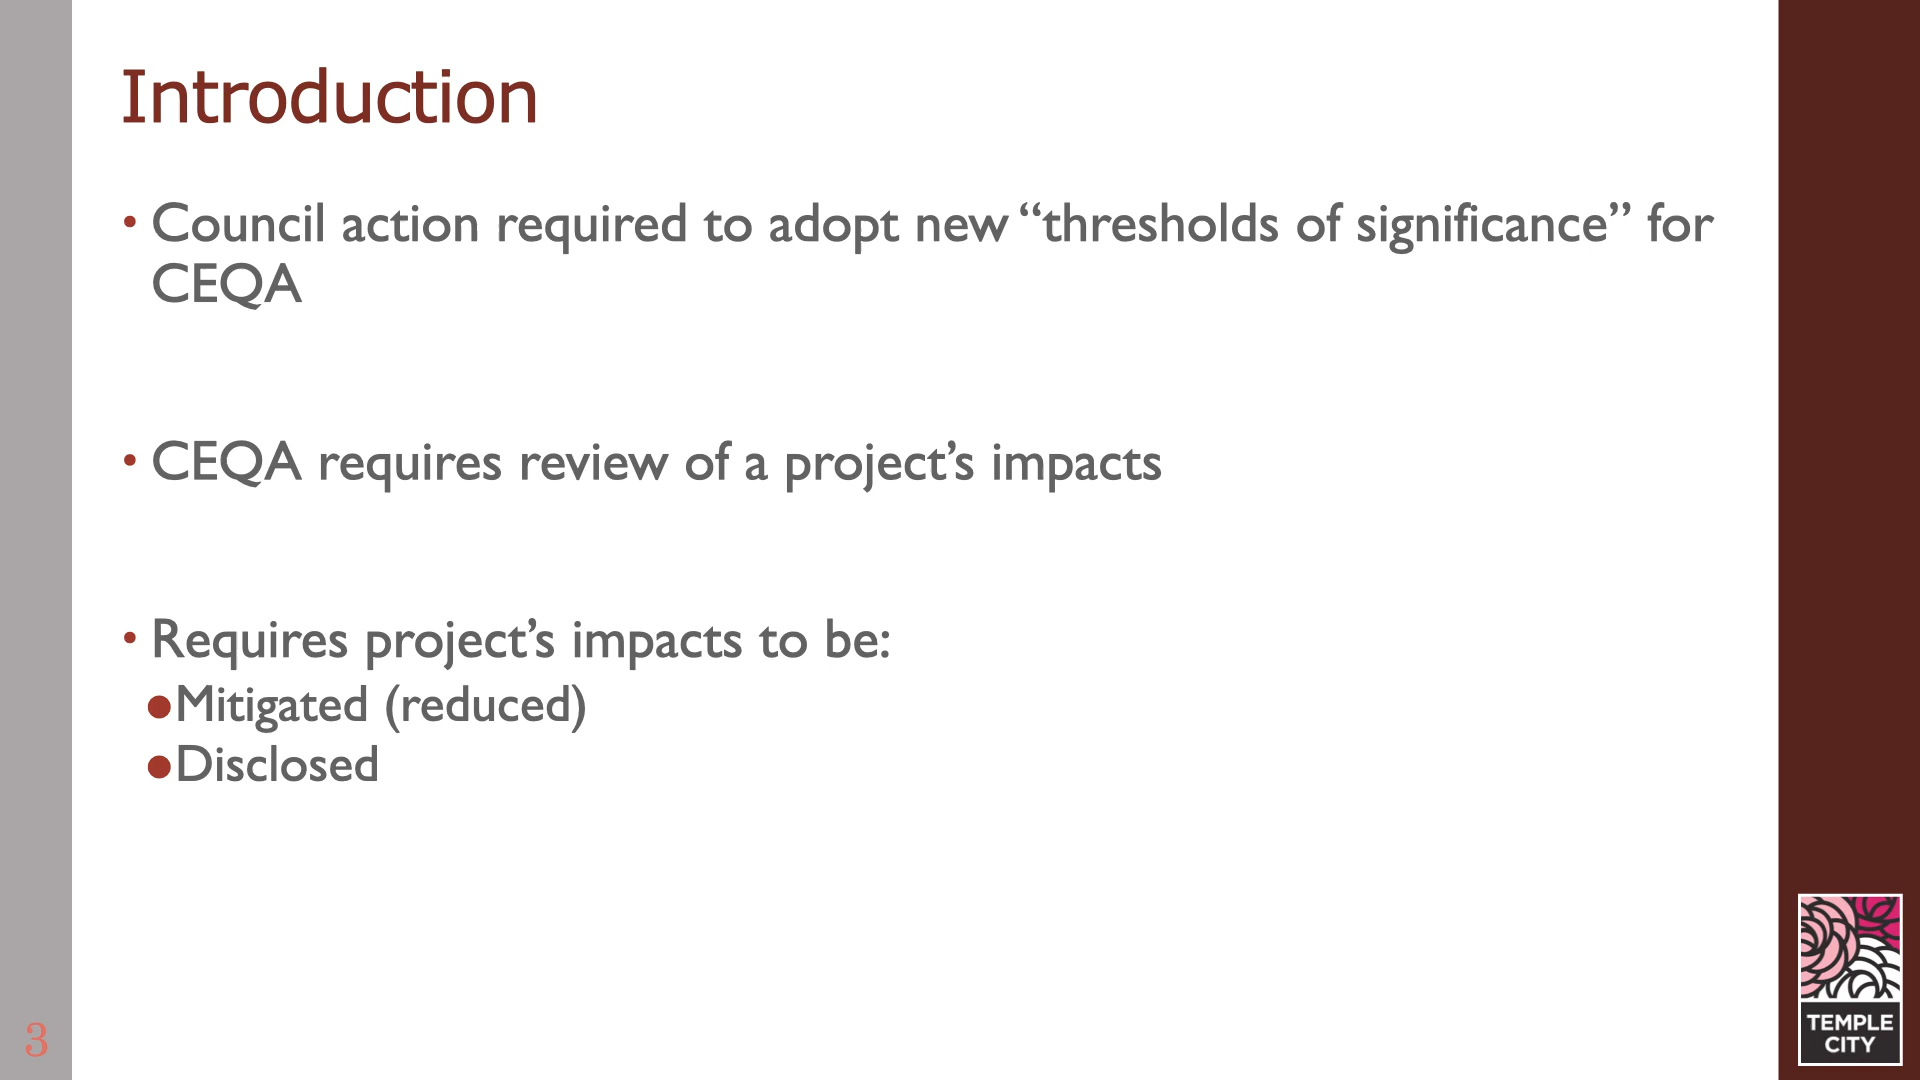 Introduction
• Council action required to adopt new “thresholds of significance” for
CEQA
• CEQA requires review of a project’s impacts
• Requires project’s impacts to be:
●Mitigated (reduced)
●Disclosed
3
TEMPLE
CITY